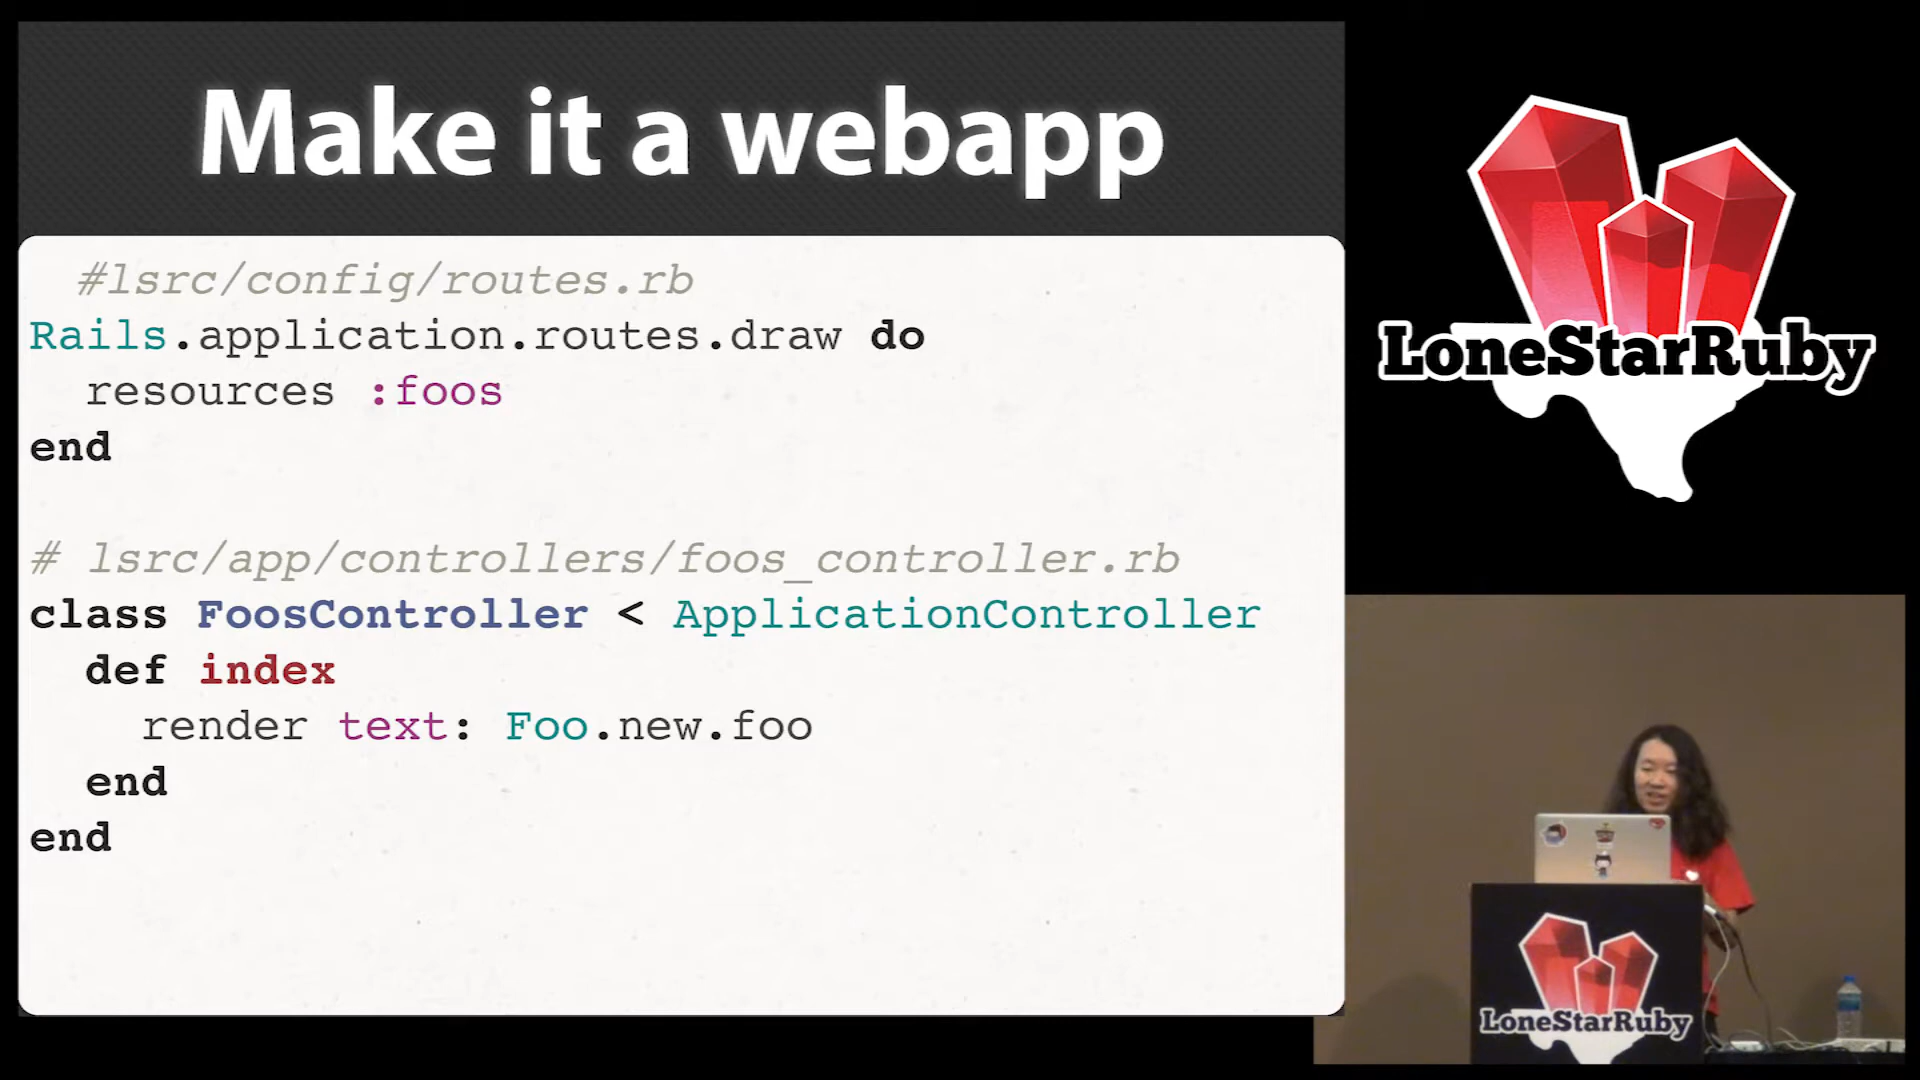 Make it a webapp
#lsrc/config/routes.rb
Rails.application.routes.draw do
  resources :foos
end
# lsrc/app/controllers/foos_controller.rb
class FoosController < ApplicationController
  def index
    render text: Foo.new.foo
  end
end
LoneStarRuby
LoneStarRuby